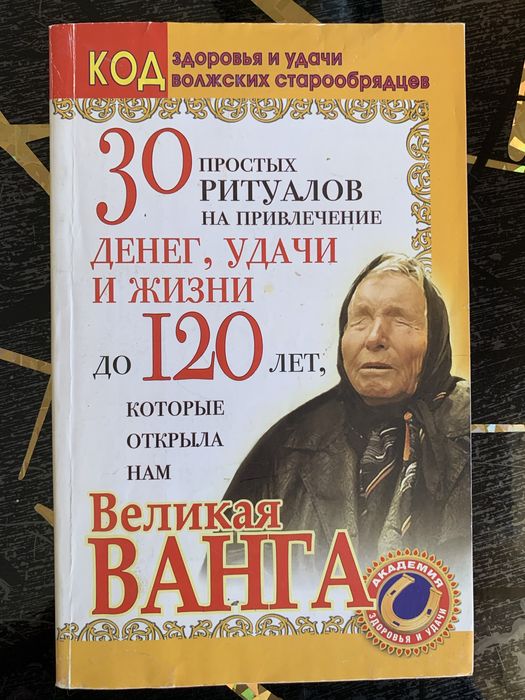 КОД здоровья и удачи
волжских старообрядцев
30 ПРОСТЫХ
РИТУАЛОВ
НА ПРИВЛЕЧЕНИЕ
ДЕНЕГ, УДАЧИ
И ЖИЗНИ
ДО 120 ЛЕТ,
КОТОРЫЕ
ОТКРЫЛА
НАМ
Великая
ВАНГА
АКАДЕМИЯ
ЗДОРОВЬЯ И УДАЧИ